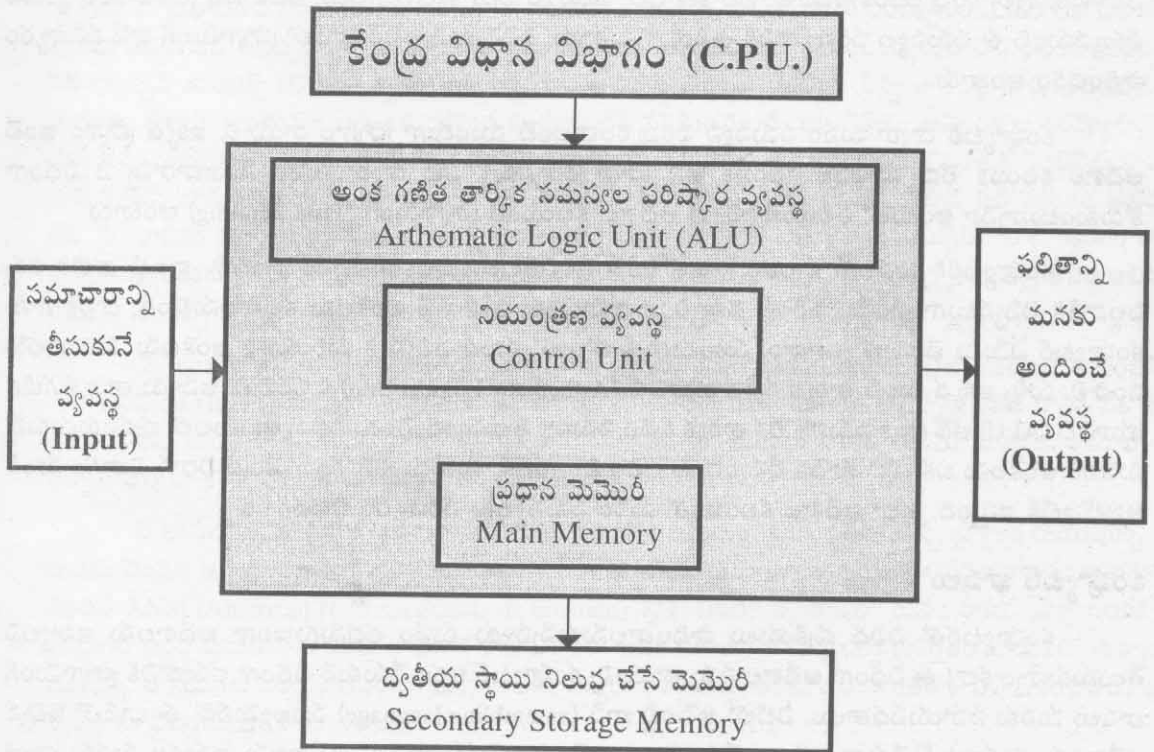 కేంద్ర విధాన విభాగం (C.P.U.)
అంక గణిత తార్కిక సమస్యల పరిష్కార వ్యవస్థ
Arthematic Logic Unit (ALU)
నియంత్రణ వ్యవస్థ
Control Unit
ప్రధాన మెమొరీ
Main Memory
సమాచారాన్ని
తీసుకునే
వ్యవస్థ
(Input)
ఫలితాన్ని
మనకు
అందించే
వ్యవస్థ
(Output)
ద్వితీయ స్థాయి నిలువ చేసే మెమొరీ
Secondary Storage Memory